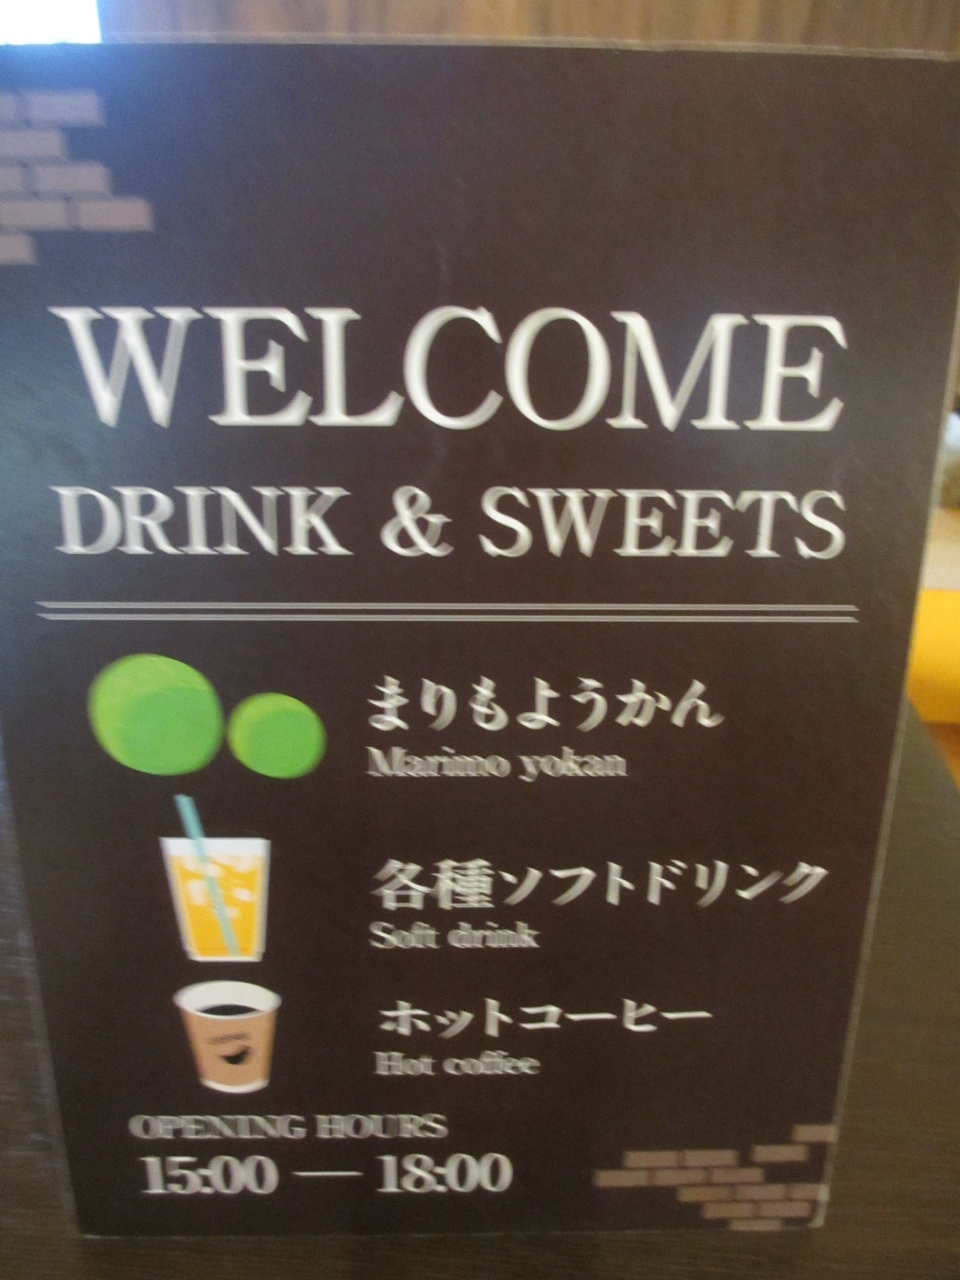 WELCOME
DRINK & SWEETS
まりもようかん
Marimo yokan
各種ソフトドリンク
Soft drink
ホットコーヒー
Hot coffee
OPENING HOURS
15:00 — 18:00